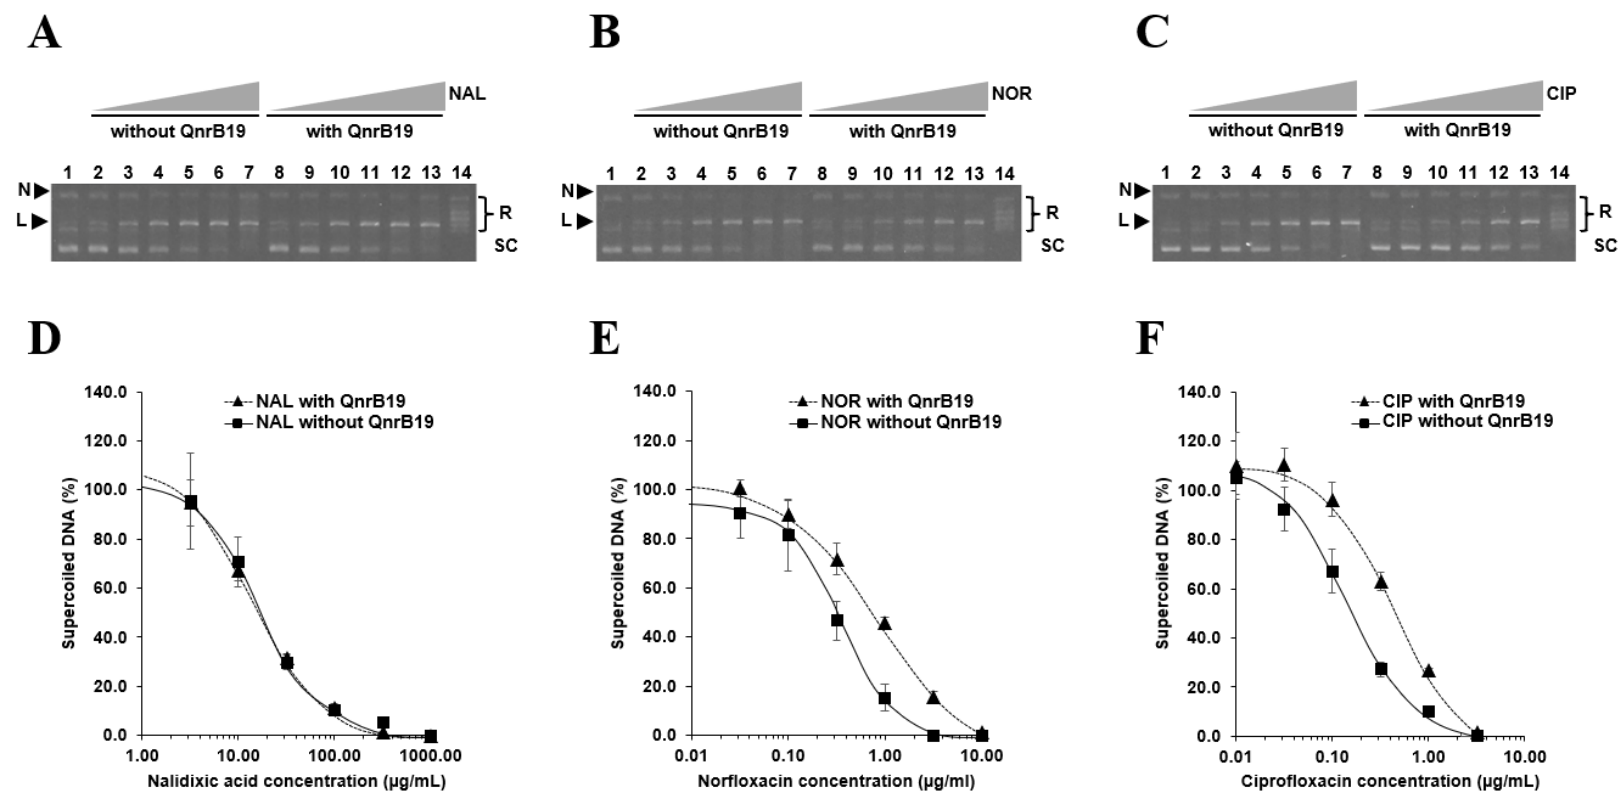 A
B
C
NAL
NOR
CIP
without QnrB19
with QnrB19
without QnrB19
with QnrB19
without QnrB19
with QnrB19
1 2 3 4 5 6 7 8 9 10 11 12 13 14
1 2 3 4 5 6 7 8 9 10 11 12 13 14
1 2 3 4 5 6 7 8 9 10 11 12 13 14
N
L
R
SC
N
L
R
SC
N
L
R
SC
D
140.0
120.0
100.0
80.0
60.0
40.0
20.0
0.0
Supercoiled DNA (%)
NAL with QnrB19
NAL without QnrB19
1.00 10.00 100.00 1000.00
Nalidixic acid concentration (µg/mL)
E
140.0
120.0
100.0
80.0
60.0
40.0
20.0
0.0
Supercoiled DNA (%)
NOR with QnrB19
NOR without QnrB19
0.01 0.10 1.00 10.00
Norfloxacin concentration (µg/ml)
F
140.0
120.0
100.0
80.0
60.0
40.0
20.0
0.0
Supercoiled DNA (%)
CIP with QnrB19
CIP without QnrB19
0.01 0.10 1.00 10.00
Ciprofloxacin concentration (µg/mL)